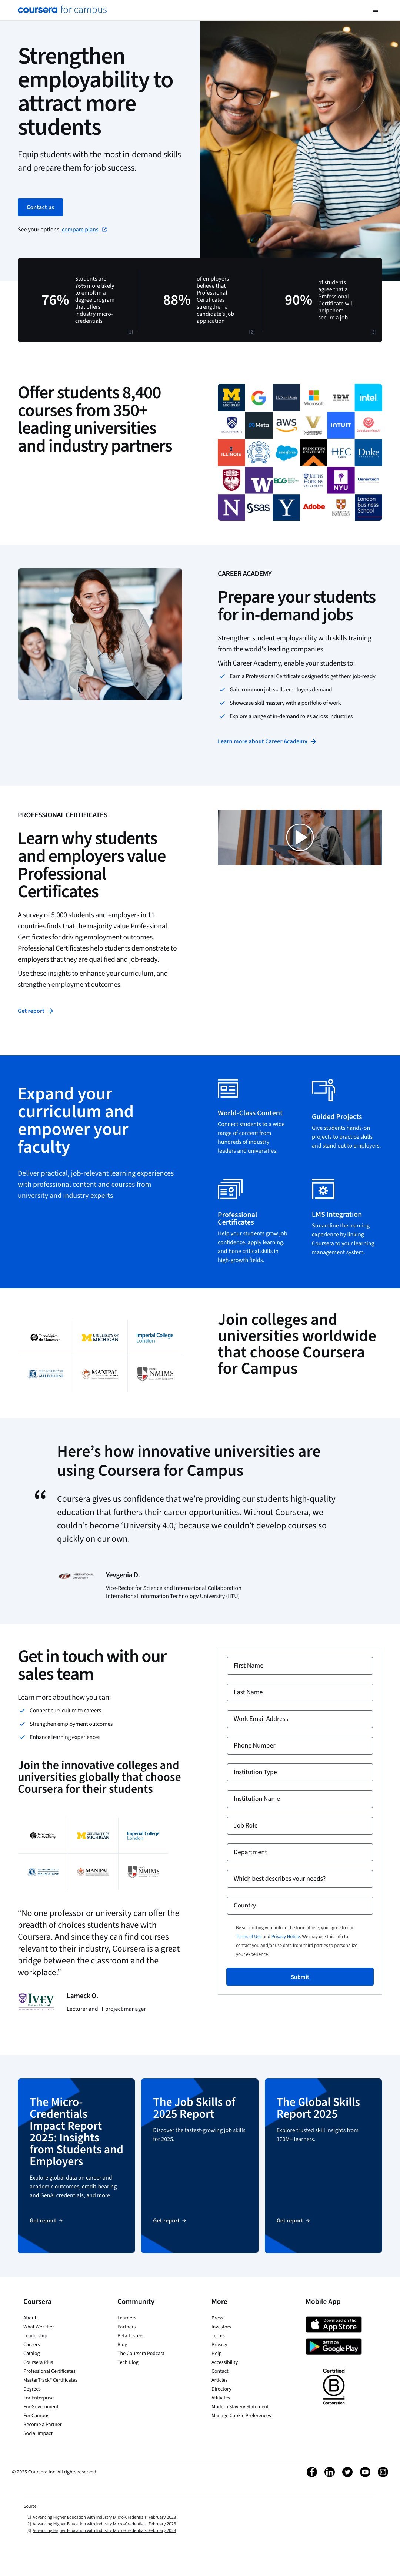 coursera for campus
Strengthen
employability to
attract more
students
Equip students with the most in-demand skills
and prepare them for job success.
Contact us
See your options, compare plans
76%
Students are
76% more likely
to enroll in a
degree program
that offers
industry micro-
credentials
[1]
88%
of employers
believe that
Professional
Certificates
strengthen a
candidate's job
application
[2]
90%
of students
agree that a
Professional
Certificate will
help them
secure a job
[3]
Offer students 8,400
courses from 350+
leading universities
and industry partners
Microsoft
IBM
intel
Meta
aws
INTUIT
ILLINOIS
salesforce
PRINCETON
HEC
Duke
W
BCG
JOHNS HOPKINS
NYU
Genentech
N
sas
Y
Adobe
London
Business
School
CAREER ACADEMY
Prepare your students
for in-demand jobs
Strengthen student employability with skills training
from the world's leading companies.
With Career Academy, enable your students to:
Earn a Professional Certificate designed to get them job-ready
Gain common job skills employers demand
Showcase skill mastery with a portfolio of work
Explore a range of in-demand roles across industries
Learn more about Career Academy →
PROFESSIONAL CERTIFICATES
Learn why students
and employers value
Professional
Certificates
A survey of 5,000 students and employers in 11
countries finds that the majority value Professional
Certificates for driving employment outcomes.
Professional Certificates help students demonstrate to
employers that they are qualified and job-ready.
Use these insights to enhance your curriculum, and
strengthen employment outcomes.
Get report →
Expand your
curriculum and
empower your
faculty
Deliver practical, job-relevant learning experiences
with professional content and courses from
university and industry experts
World-Class Content
Connect students to a wide
range of content from
hundreds of industry
leaders and universities.
Guided Projects
Give students hands-on
projects to practice skills
and stand out to employers.
Professional
Certificates
Help your students grow job
confidence, apply learning,
and hone critical skills in
high-growth fields.
LMS Integration
Streamline the learning
experience by linking
Coursera to your learning
management system.
Tecnológico
de Monterrey
UNIVERSITY OF
MICHIGAN
Imperial College
London
THE UNIVERSITY OF
MELBOURNE
MANIPAL
NMIMS
Join colleges and
universities worldwide
that choose Coursera
for Campus
Here's how innovative universities are
using Coursera for Campus
“
Coursera gives us confidence that we're providing our students high-quality
education that furthers their career opportunities. Without Coursera, we
couldn't become 'University 4.0,' because we couldn't develop courses so
quickly on our own.
Yevgenia D.
Vice-Rector for Science and International Collaboration
International Information Technology University (IITU)
Get in touch with our
sales team
Learn more about how you can:
Connect curriculum to careers
Strengthen employment outcomes
Enhance learning experiences
Join the innovative colleges and
universities globally that choose
Coursera for their students
Tecnológico
de Monterrey
UNIVERSITY OF
MICHIGAN
Imperial College
London
MELBOURNE
MANIPAL
NMIMS
“No one professor or university can offer the
breadth of choices students have with
Coursera. And since they can find courses
relevant to their industry, Coursera is a great
bridge between the classroom and the
workplace.”
IVEY
Lameck O.
Lecturer and IT project manager
First Name
Last Name
Work Email Address
Phone Number
Institution Type
Institution Name
Job Role
Department
Which best describes your needs?
Country
By submitting your info in the form above, you agree to our
Terms of Use and Privacy Notice. We may use this info to
contact you and/or use data from third parties to personalize
your experience.
Submit
The Micro-
Credentials
Impact Report
2025: Insights
from Students and
Employers
Explore global data on career and
academic outcomes, credit-bearing
and GenAI credentials, and more.
Get report →
The Job Skills of
2025 Report
Discover the fastest-growing job skills
for 2025.
Get report →
The Global Skills
Report 2025
Explore trusted skill insights from
170M+ learners.
Get report →
Coursera
About
What We Offer
Leadership
Careers
Catalog
Coursera Plus
Professional Certificates
MasterTrack® Certificates
Degrees
For Enterprise
For Government
For Campus
Become a Partner
Social Impact
Community
Learners
Partners
Beta Testers
Blog
The Coursera Podcast
Tech Blog
More
Press
Investors
Terms
Privacy
Help
Accessibility
Contact
Articles
Directory
Affiliates
Modern Slavery Statement
Manage Cookie Preferences
Mobile App
Download on the
App Store
GET IT ON
Google Play
Certified
B
Corporation
© 2025 Coursera Inc. All rights reserved.
Source
[1] Advancing Higher Education with Industry Micro-Credentials, February 2023
[2] Advancing Higher Education with Industry Micro-Credentials, February 2023
[3] Advancing Higher Education with Industry Micro-Credentials, February 2023